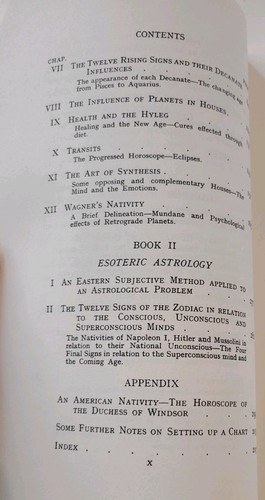 CONTENTS
CHAP.
VII The Twelve Rising Signs and their Decanate
Influences
The appearance of each Decanate—The changing
from Pisces to Aquarius.
VIII The Influence of Planets in Houses.
IX Health and the Hyleg
Healing and the New Age—Cures effected through
diet.
X Transits
The Progressed Horoscope—Eclipses.
XI The Art of Synthesis
Some opposing and complementary Houses—The
Mind and the Emotions.
XII Wagner's Nativity
A Brief Delineation—Mundane and Psychological
effects of Retrograde Planets.
BOOK II
ESOTERIC ASTROLOGY
I An Eastern Subjective Method applied to
an Astrological Problem
II The Twelve Signs of the Zodiac in relation
to the Conscious, Unconscious and
Superconscious Minds
The Nativities of Napoleon I, Hitler and Mussolini in
relation to their National Unconscious—The Four
Final Signs in relation to the Superconscious mind and
the Coming Age.
APPENDIX
An American Nativity—The Horoscope of
the Duchess of Windsor
Some Further Notes on Setting up a Chart
Index
x